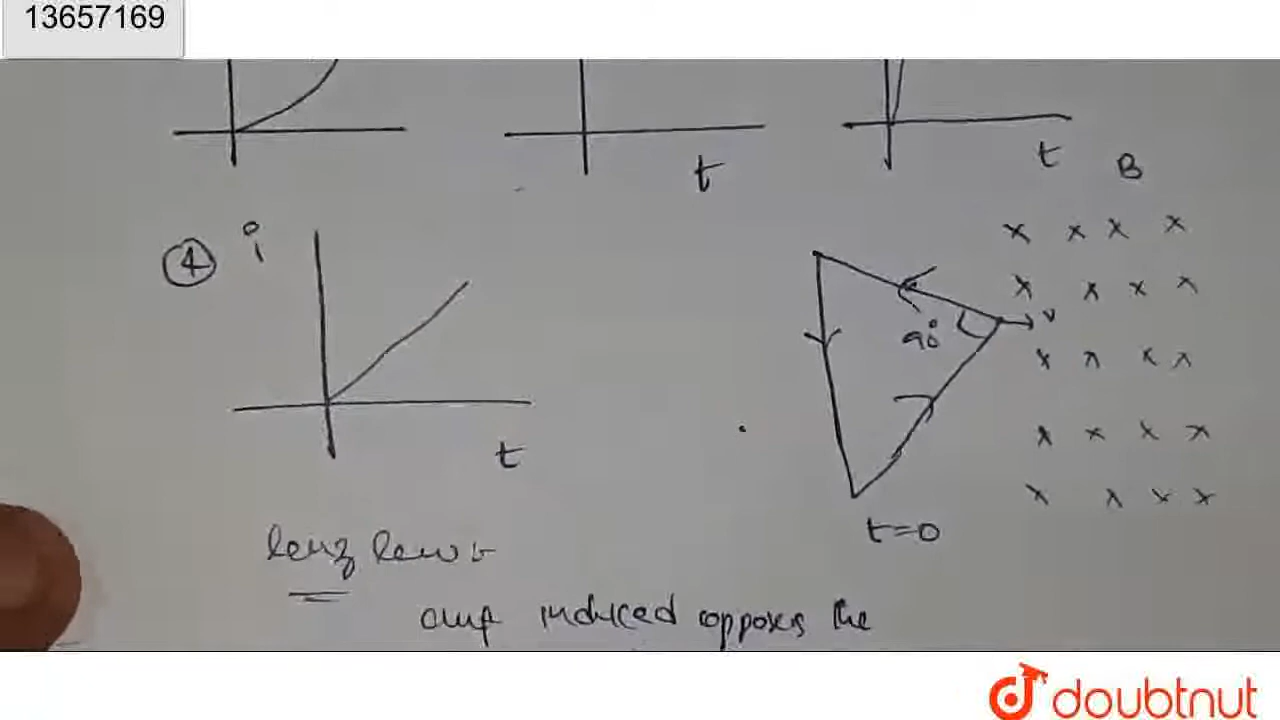 13657169
t
t
B
4
i
x x x x
x x x x
90°
v
x x x x
t
x x x x
x x x x
t=0
lenz law :-
emf induced opposes the
doubtnut